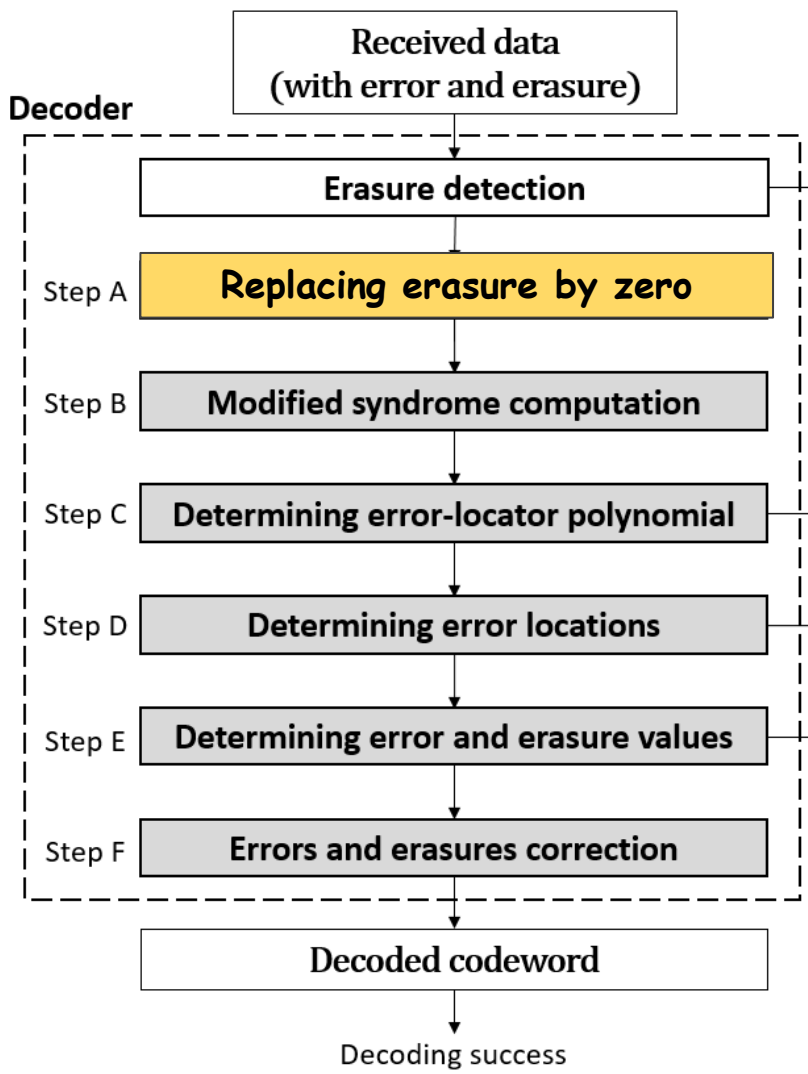 Received data
(with error and erasure)
Decoder
Erasure detection
Step A
Replacing erasure by zero
Step B
Modified syndrome computation
Step C
Determining error-locator polynomial
Step D
Determining error locations
Step E
Determining error and erasure values
Step F
Errors and erasures correction
Decoded codeword
Decoding success